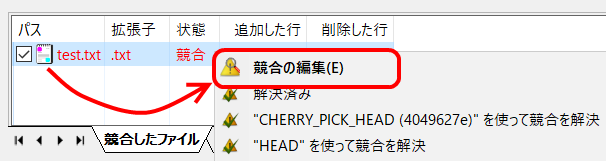 パス 拡張子 状態 追加した行 削除した行
test.txt .txt 競合
競合の編集(E)
解決済み
"CHERRY_PICK_HEAD (4049627e)" を使って競合を解決
"HEAD" を使って競合を解決
競合したファイル